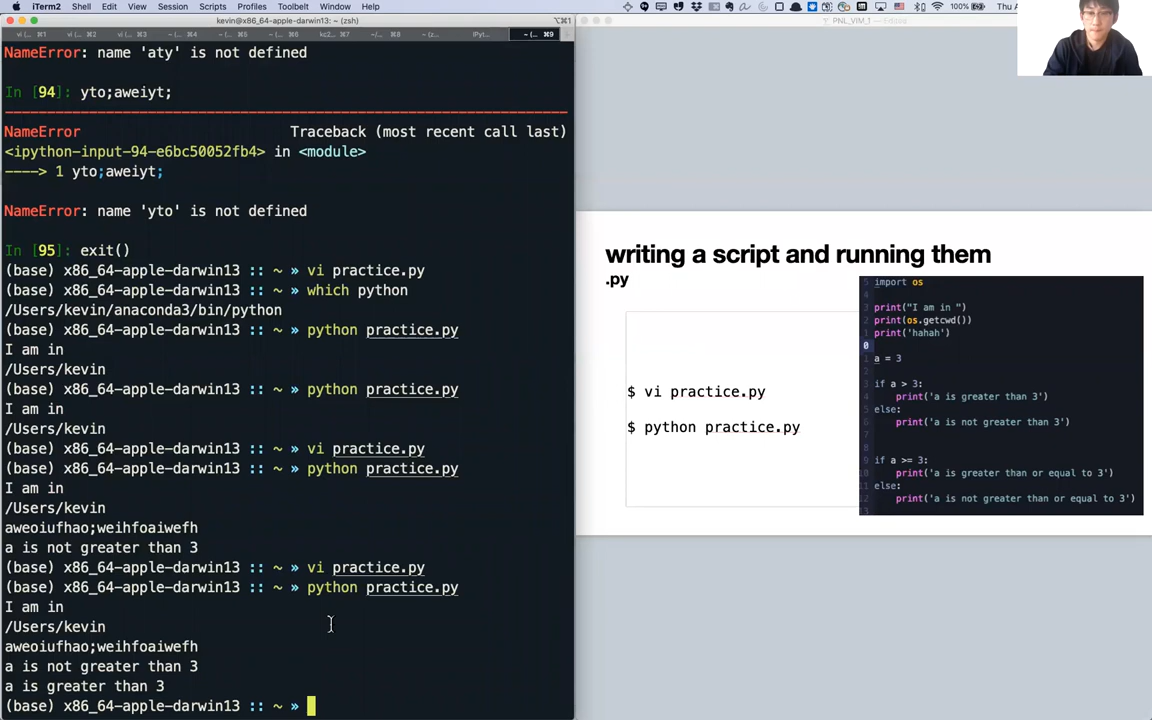 iTerm2 Shell Edit View Session Scripts Profiles Toolbelt Window Help
100%
Thu
kevin@x86_64-apple-darwin13: ~ (zsh)
⌥⌘1
NameError: name 'aty' is not defined
In [94]: yto;aweiyt;
NameError Traceback (most recent call last)
<ipython-input-94-e6bc50052fb4> in <module>
----> 1 yto;aweiyt;
NameError: name 'yto' is not defined
In [95]: exit()
(base) x86_64-apple-darwin13 :: ~ » vi practice.py
(base) x86_64-apple-darwin13 :: ~ » which python
/Users/kevin/anaconda3/bin/python
(base) x86_64-apple-darwin13 :: ~ » python practice.py
I am in
/Users/kevin
(base) x86_64-apple-darwin13 :: ~ » python practice.py
I am in
/Users/kevin
(base) x86_64-apple-darwin13 :: ~ » vi practice.py
(base) x86_64-apple-darwin13 :: ~ » python practice.py
I am in
/Users/kevin
aweoiufhao;weihfoaiwefh
a is not greater than 3
(base) x86_64-apple-darwin13 :: ~ » vi practice.py
(base) x86_64-apple-darwin13 :: ~ » python practice.py
I am in
/Users/kevin
aweoiufhao;weihfoaiwefh
a is not greater than 3
a is greater than 3
(base) x86_64-apple-darwin13 :: ~ »
writing a script and running them
.py
$ vi practice.py
$ python practice.py
import os
print("I am in ")
print(os.getcwd())
print('hahah')
a = 3
if a > 3:
print('a is greater than 3')
else:
print('a is not greater than 3')
if a >= 3:
print('a is greater than or equal to 3')
else:
print('a is not greater than or equal to 3')